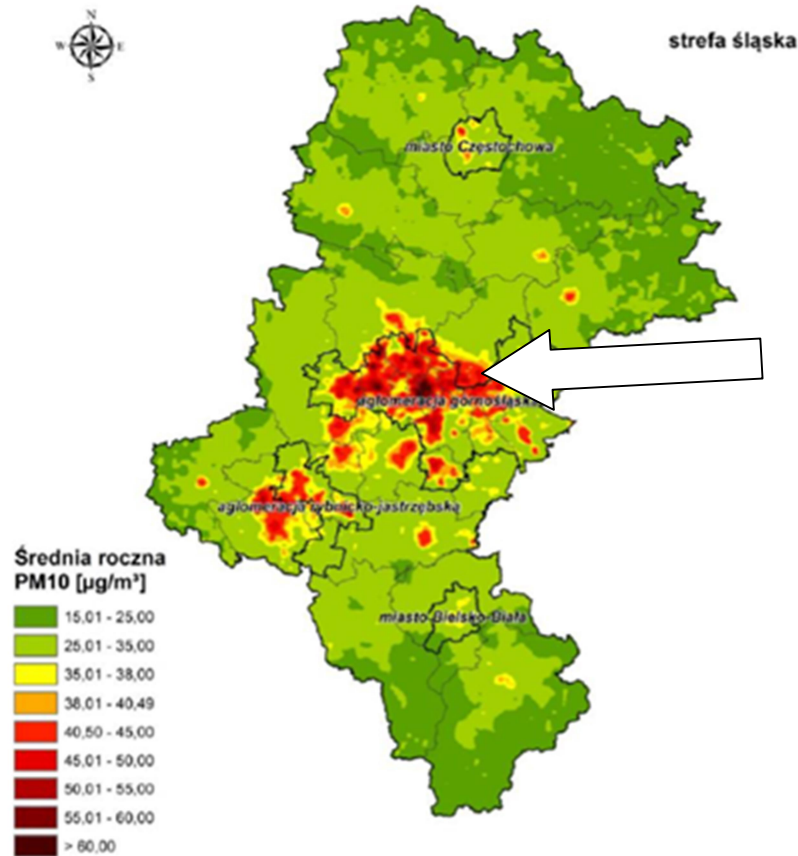 N
W E
S
strefa śląska
miasto Częstochowa
aglomeracja górnośląska
aglomeracja rybnicko-jastrzębska
miasto Bielsko-Biała
Średnia roczna
PM10 [µg/m³]
15,01 - 25,00
25,01 - 35,00
35,01 - 38,00
38,01 - 40,49
40,50 - 45,00
45,01 - 50,00
50,01 - 55,00
55,01 - 60,00
> 60,00